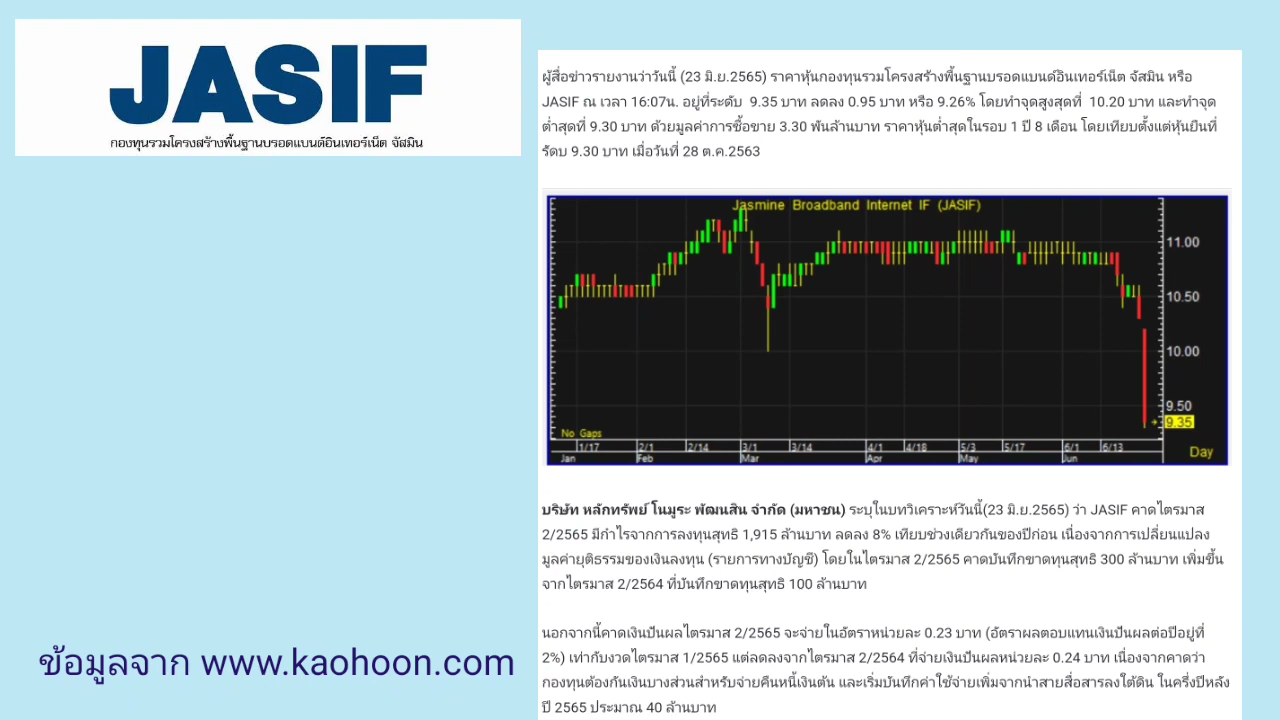 JASIF
กองทุนรวมโครงสร้างพื้นฐานบรอดแบนด์อินเทอร์เน็ต จัสมิน
ผู้สื่อข่าวรายงานว่าวันนี้ (23 มิ.ย.2565) ราคาหุ้นกองทุนรวมโครงสร้างพื้นฐานบรอดแบนด์อินเทอร์เน็ต จัสมิน หรือ
JASIF ณ เวลา 16:07น. อยู่ที่ระดับ 9.35 บาท ลดลง 0.95 บาท หรือ 9.26% โดยทำจุดสูงสุดที่ 10.20 บาท และทำจุด
ต่ำสุดที่ 9.30 บาท ด้วยมูลค่าการซื้อขาย 3.30 พันล้านบาท ราคาหุ้นต่ำสุดในรอบ 1 ปี 8 เดือน โดยเทียบตั้งแต่หุ้นยืนที่
รัดบ 9.30 บาท เมื่อวันที่ 28 ต.ค.2563
Jasmine Broadband Internet IF (JASIF)
11.00
10.50
10.00
9.50
9.35
No Gaps
1/17 2/1 2/14 3/1 3/14 4/1 4/18 5/3 5/17 6/1 6/13
Jan Feb Mar Apr May Jun
Day
บริษัท หลักทรัพย์ โนมูระ พัฒนสิน จำกัด (มหาชน) ระบุในบทวิเคราะห์วันนี้(23 มิ.ย.2565) ว่า JASIF คาดไตรมาส
2/2565 มีกำไรจากการลงทุนสุทธิ 1,915 ล้านบาท ลดลง 8% เทียบช่วงเดียวกันของปีก่อน เนื่องจากการเปลี่ยนแปลง
มูลค่ายุติธรรมของเงินลงทุน (รายการทางบัญชี) โดยในไตรมาส 2/2565 คาดบันทึกขาดทุนสุทธิ 300 ล้านบาท เพิ่มขึ้น
จากไตรมาส 2/2564 ที่บันทึกขาดทุนสุทธิ 100 ล้านบาท
นอกจากนี้คาดเงินปันผลไตรมาส 2/2565 จะจ่ายในอัตราหน่วยละ 0.23 บาท (อัตราผลตอบแทนเงินปันผลต่อปีอยู่ที่
2%) เท่ากับงวดไตรมาส 1/2565 แต่ลดลงจากไตรมาส 2/2564 ที่จ่ายเงินปันผลหน่วยละ 0.24 บาท เนื่องจากคาดว่า
กองทุนต้องกันเงินบางส่วนสำหรับจ่ายคืนหนี้เงินต้น และเริ่มบันทึกค่าใช้จ่ายเพิ่มจากนำสายสื่อสารลงใต้ดิน ในครึ่งปีหลัง
ปี 2565 ประมาณ 40 ล้านบาท
ข้อมูลจาก www.kaohoon.com